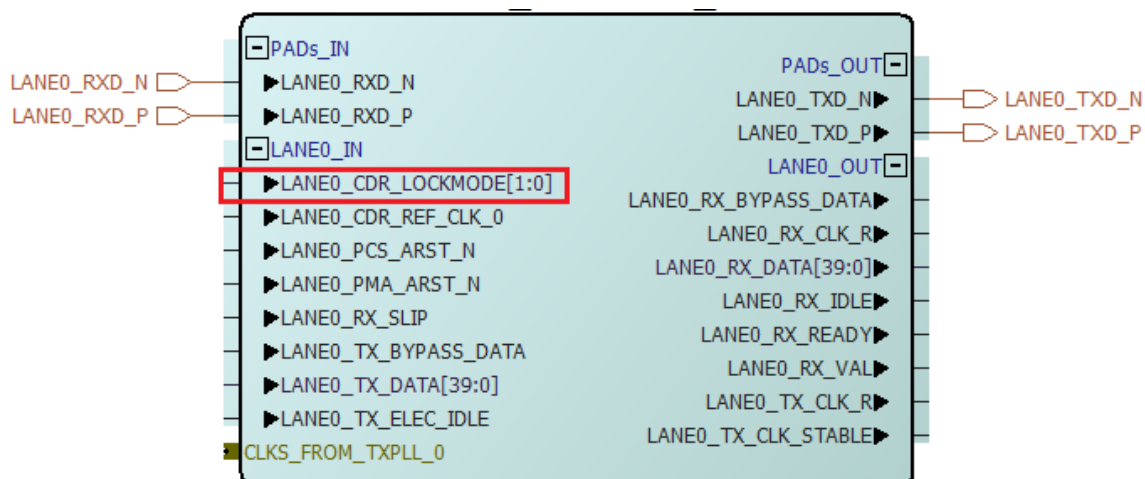 PADs_IN
LANE0_RXD_N
LANE0_RXD_N
LANE0_RXD_P
LANE0_RXD_P
LANE0_IN
LANE0_CDR_LOCKMODE[1:0]
LANE0_CDR_REF_CLK_0
LANE0_PCS_ARST_N
LANE0_PMA_ARST_N
LANE0_RX_SLIP
LANE0_TX_BYPASS_DATA
LANE0_TX_DATA[39:0]
LANE0_TX_ELEC_IDLE
CLKS_FROM_TXPLL_0
PADs_OUT
LANE0_TXD_N
LANE0_TXD_N
LANE0_TXD_P
LANE0_TXD_P
LANE0_OUT
LANE0_RX_BYPASS_DATA
LANE0_RX_CLK_R
LANE0_RX_DATA[39:0]
LANE0_RX_IDLE
LANE0_RX_READY
LANE0_RX_VAL
LANE0_TX_CLK_R
LANE0_TX_CLK_STABLE